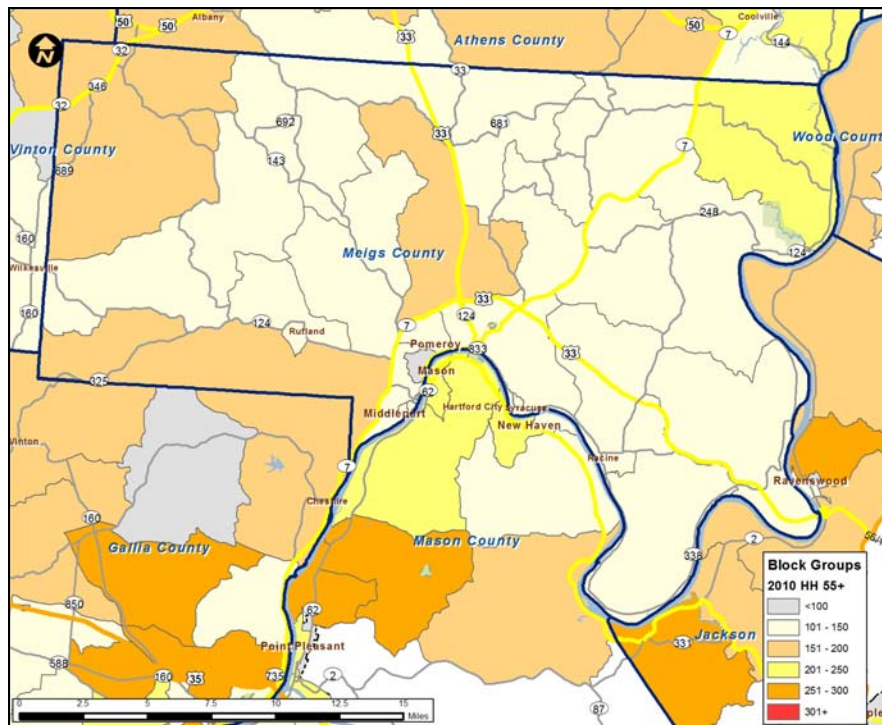 50
Albany
50
Coolville
32
33
Athens County
50
7
144
N
346
33
32
692
33
681
Wood Count
Vinton County
143
7
689
248
160
124
Wilkesville
Meigs County
33
160
124
124
Rutland
7
Pomeroy
833
33
325
Mason
62
Middleport
Hartford City
Syracuse
New Haven
Vinton
7
Racine
Ravenswood
Cheshire
160
Gallia County
Mason County
338
2
56/4
850
62
Jackson
331
Point Pleasant
588
160
35
735
2
87
Block Groups
2010 HH 55+
<100
101 - 150
151 - 200
201 - 250
251 - 300
301+
0 2.5 5 7.5 10 12.5 15
Miles
ple